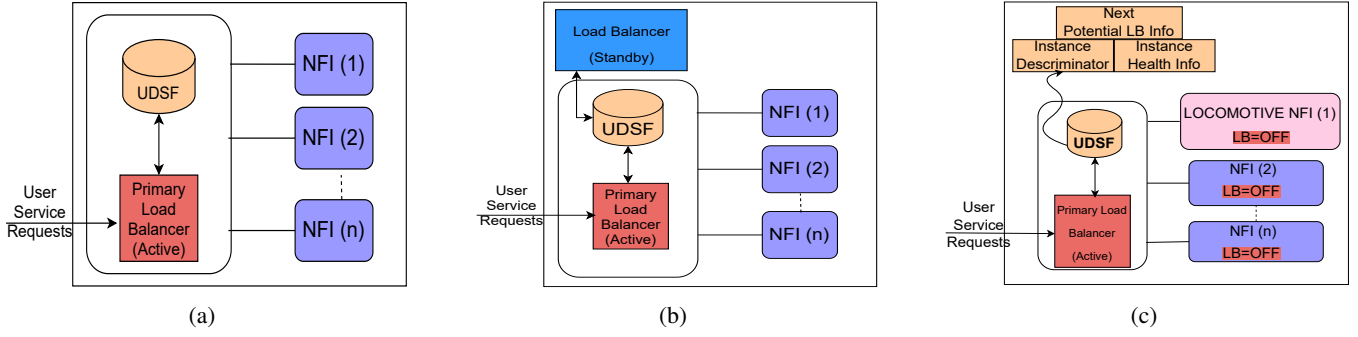 UDSF
NFI (1)
NFI (2)
NFI (n)
User
Service
Requests
Primary
Load
Balancer
(Active)
(a)
Load Balancer
(Standby)
UDSF
NFI (1)
NFI (2)
NFI (n)
User
Service
Requests
Primary
Load
Balancer
(Active)
(b)
Next
Potential LB Info
Instance
Descriminator
Instance
Health Info
UDSF
LOCOMOTIVE NFI (1)
LB=OFF
NFI (2)
LB=OFF
NFI (n)
LB=OFF
User
Service
Requests
Primary Load
Balancer
(Active)
(c)